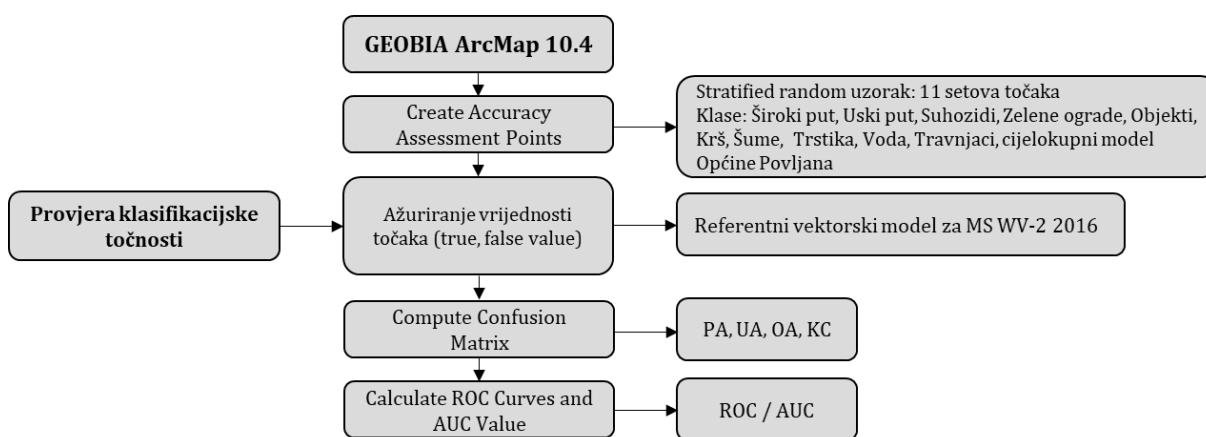 GEOBIA ArcMap 10.4
Create Accuracy
Assessment Points
Stratified random uzorak: 11 setova točaka
Klase: Široki put, Uski put, Suhozidi, Zelene ograde, Objekti,
Krš, Šume, Trstika, Voda, Travnjaci, cijelokupni model
Općine Povljana
Provjera klasifikacijske
točnosti
Ažuriranje vrijednosti
točaka (true, false value)
Referentni vektorski model za MS WV-2 2016
Compute Confusion
Matrix
PA, UA, OA, KC
Calculate ROC Curves and
AUC Value
ROC / AUC